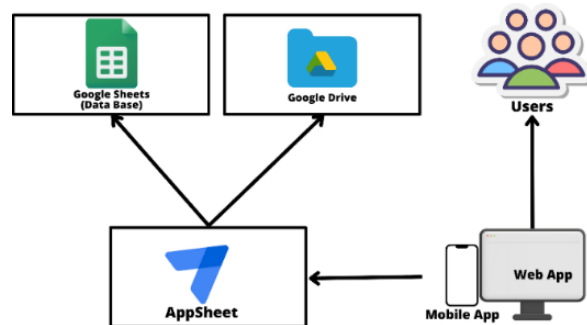 Google Sheets
(Data Base)
Google Drive
Users
AppSheet
Web App
Mobile App